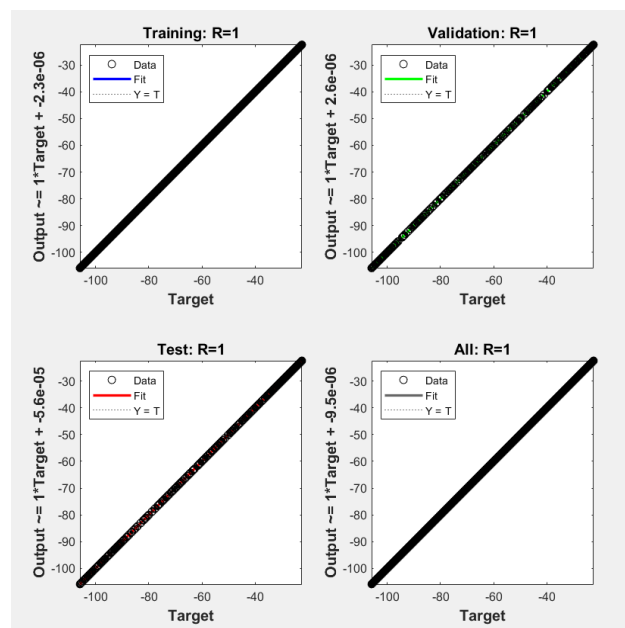 Training: R=1
Output ~= 1*Target + -2.3e-06
Data
Fit
Y = T
-30
-40
-50
-60
-70
-80
-90
-100
-100 -80 -60 -40
Target
Validation: R=1
Output ~= 1*Target + 2.6e-06
Data
Fit
Y = T
-30
-40
-50
-60
-70
-80
-90
-100
-100 -80 -60 -40
Target
Test: R=1
Output ~= 1*Target + -5.6e-05
Data
Fit
Y = T
-30
-40
-50
-60
-70
-80
-90
-100
-100 -80 -60 -40
Target
All: R=1
Output ~= 1*Target + -9.5e-06
Data
Fit
Y = T
-30
-40
-50
-60
-70
-80
-90
-100
-100 -80 -60 -40
Target